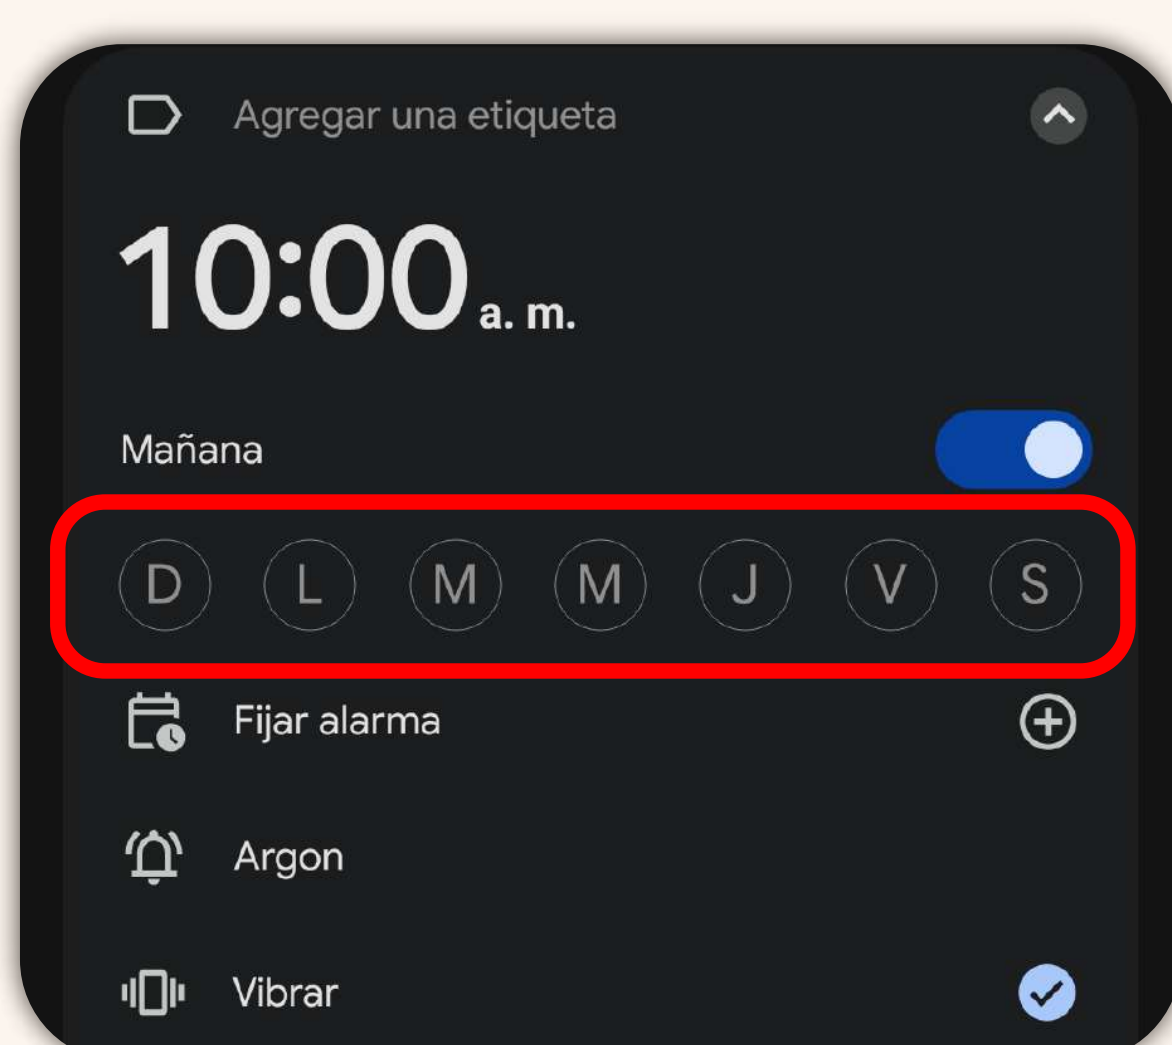 Agregar una etiqueta
10:00 a. m.
Mañana
D L M M J V S
Fijar alarma
Argon
Vibrar